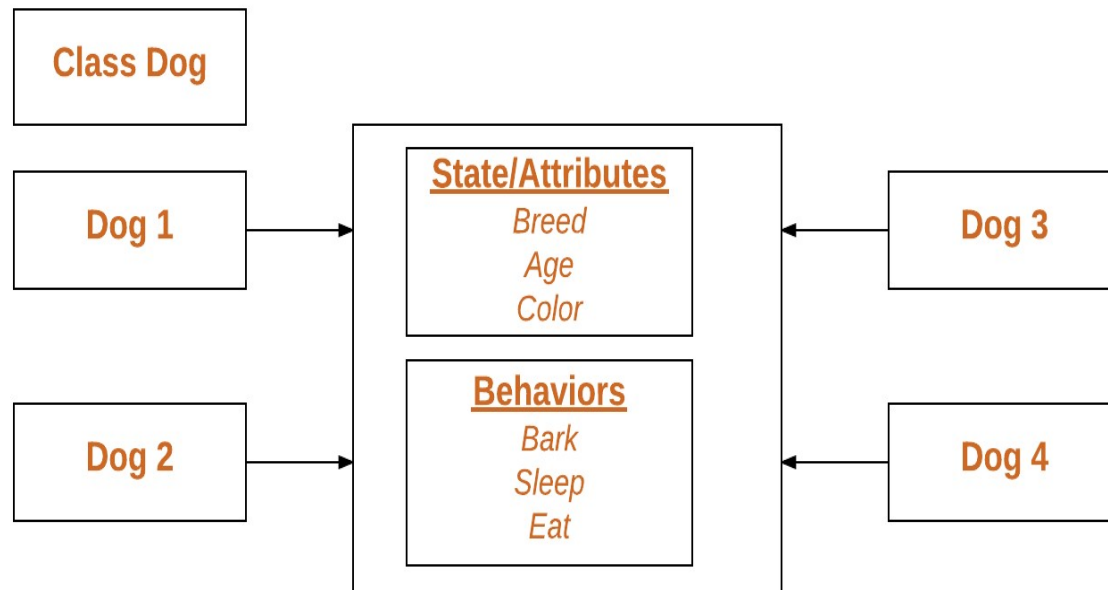 Class Dog
Dog 1
Dog 2
State/Attributes
Breed
Age
Color
Behaviors
Bark
Sleep
Eat
Dog 3
Dog 4